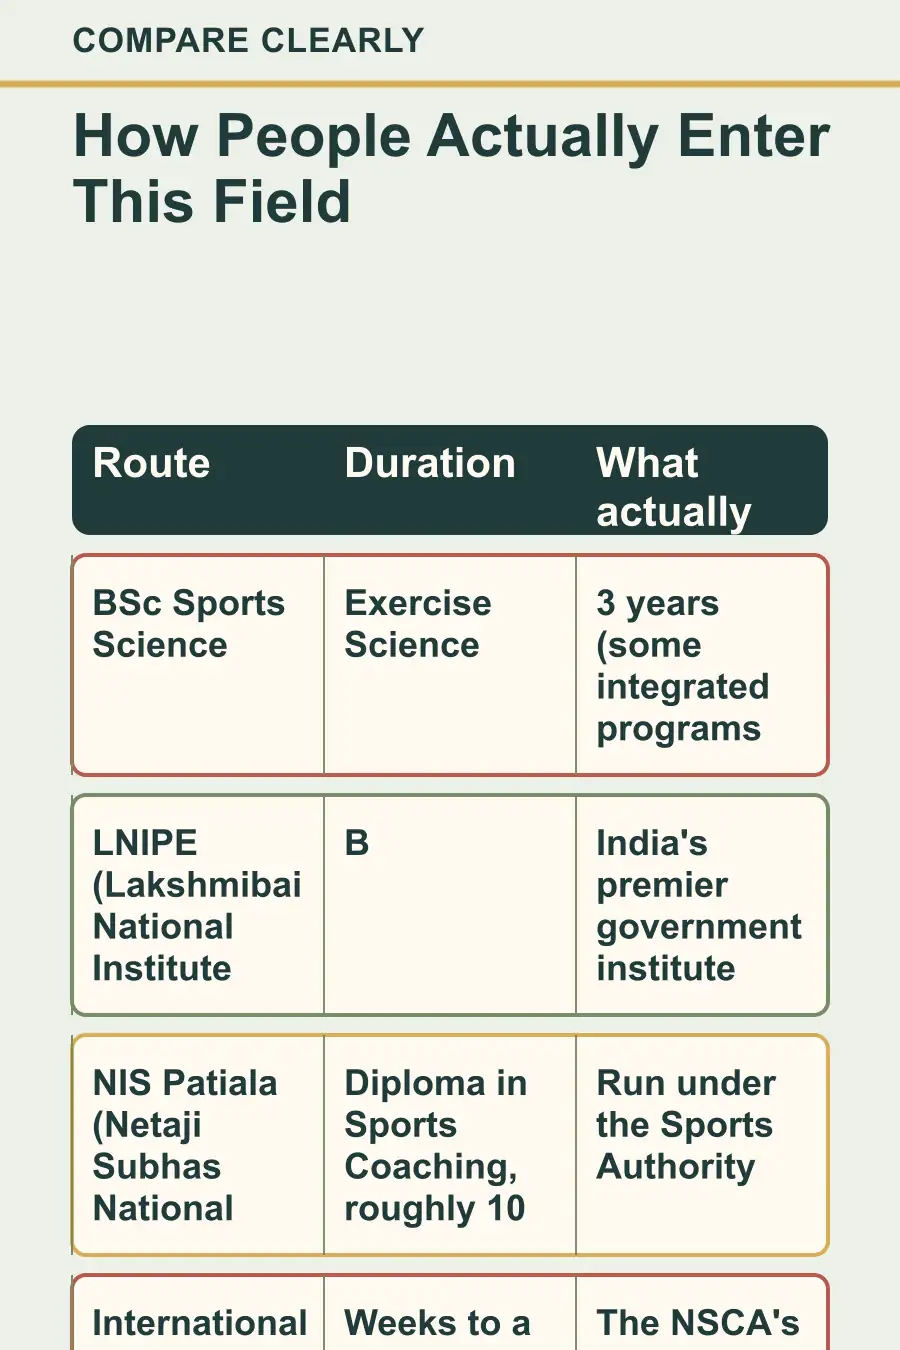 COMPARE CLEARLY
How People Actually Enter
This Field
Route
Duration
What
actually
BSc Sports
Science
Exercise
Science
3 years
(some
integrated
programs
LNIPE
(Lakshmibai
National
Institute
B
India's
premier
government
institute
NIS Patiala
(Netaji
Subhas
National
Diploma in
Sports
Coaching,
roughly 10
Run under
the Sports
Authority
International
Weeks to a
The NSCA's